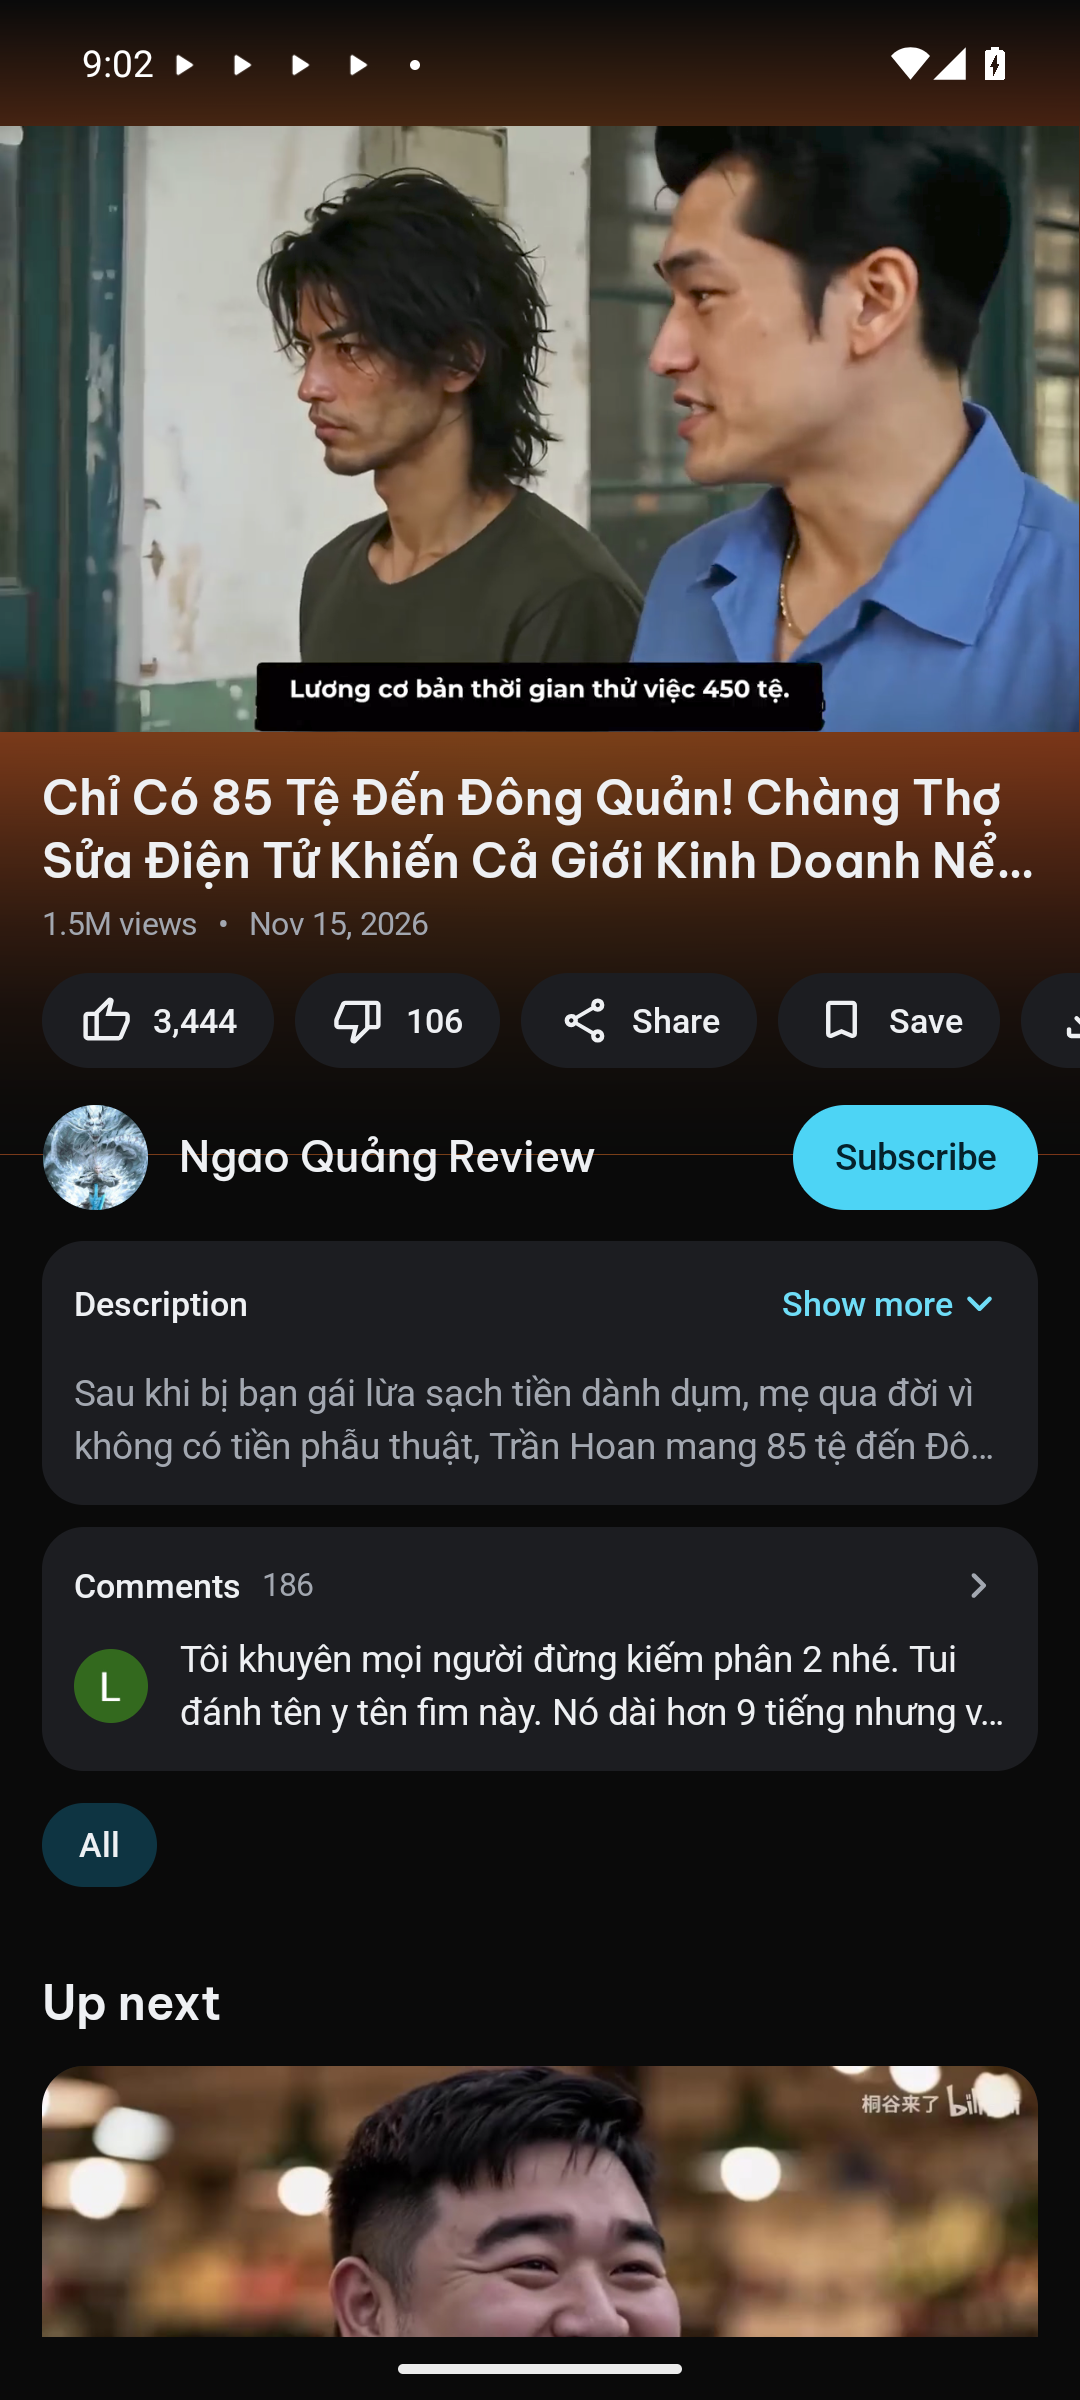 9:02
Lương cơ bản thời gian thử việc 450 tệ.
Chỉ Có 85 Tệ Đến Đông Quản! Chàng Thợ
Sửa Điện Tử Khiến Cả Giới Kinh Doanh Nể...
1.5M views • Nov 15, 2026
3,444
106
Share
Save
Ngao Quảng Review
Subscribe
Description
Show more
Sau khi bị bạn gái lừa sạch tiền dành dụm, mẹ qua đời vì
không có tiền phẫu thuật, Trần Hoan mang 85 tệ đến Đô...
Comments 186
L
Tôi khuyên mọi người đừng kiếm phân 2 nhé. Tui
đánh tên y tên fim này. Nó dài hơn 9 tiếng nhưng v...
All
Up next
桐谷来了